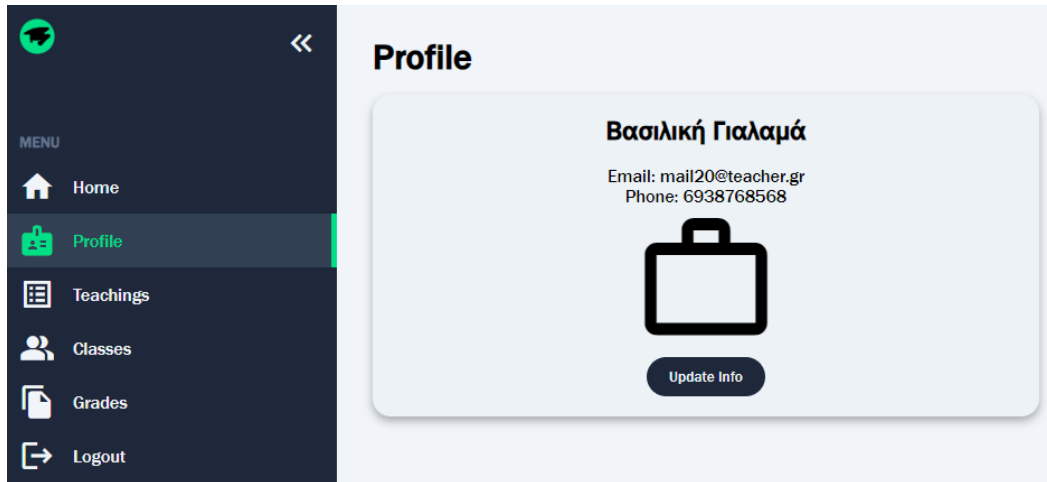 MENU
Home
Profile
Teachings
Classes
Grades
Logout
Profile
Βασιλική Γιαλαμά
Email: mail20@teacher.gr
Phone: 6938768568
Update Info